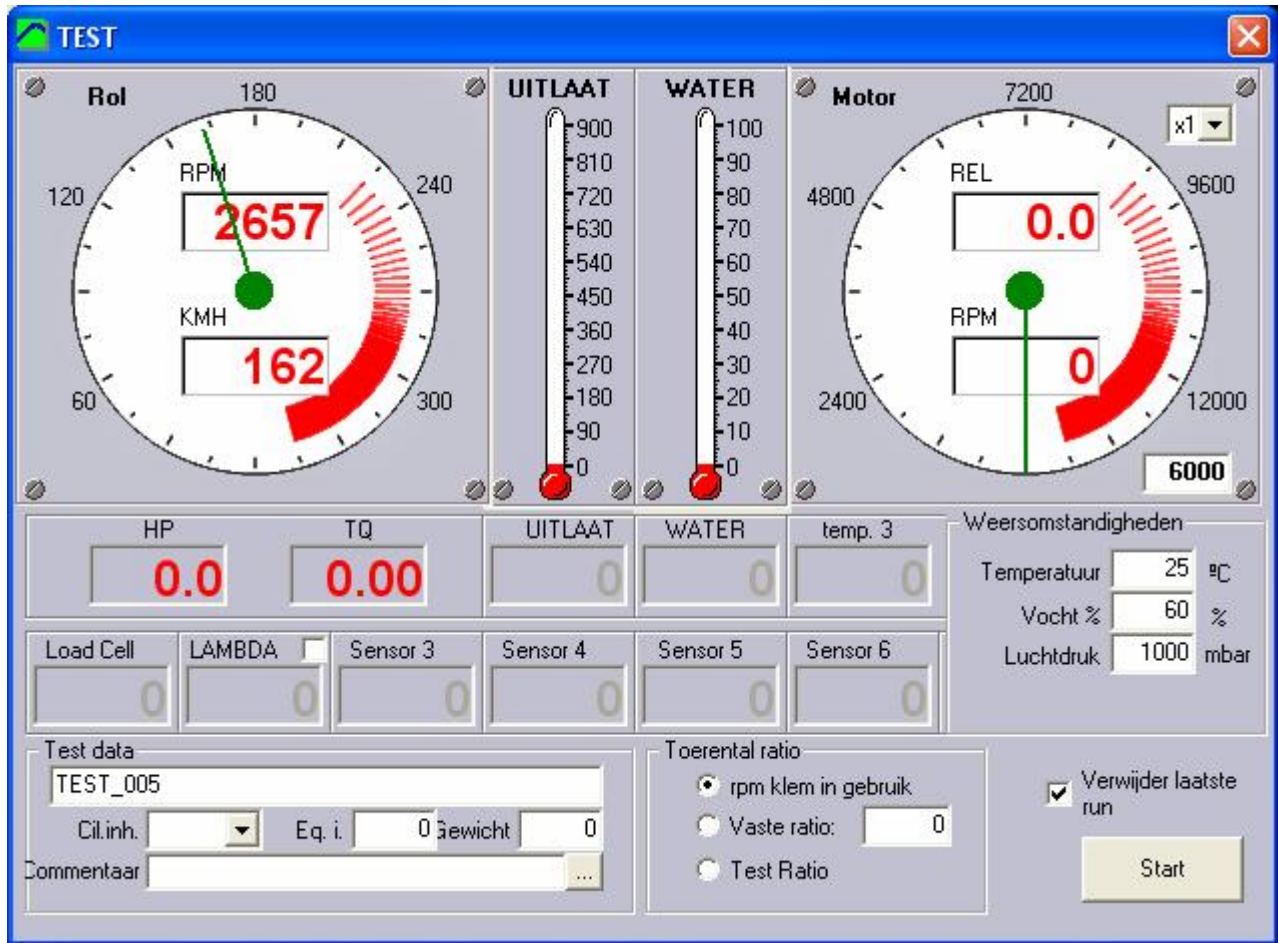 TEST
Rol
180
120
240
60
300
RPM
2657
KMH
162
UITLAAT
900
810
720
630
540
450
360
270
180
90
0
WATER
100
90
80
70
60
50
40
30
20
10
0
Motor
7200
x1
4800
9600
2400
12000
REL
0.0
RPM
0
6000
HP TQ UITLAAT WATER temp. 3
0.0 0.00 0 0 0
Load Cell LAMBDA Sensor 3 Sensor 4 Sensor 5 Sensor 6
0 0 0 0 0 0
Weersomstandigheden
Temperatuur 25 ºC
Vocht % 60 %
Luchtdruk 1000 mbar
Test data
TEST_005
Cil.inh. Eq. i. 0 Gewicht 0
Commentaar ...
Toerental ratio
rpm klem in gebruik
Vaste ratio: 0
Test Ratio
Verwijder laatste
run
Start